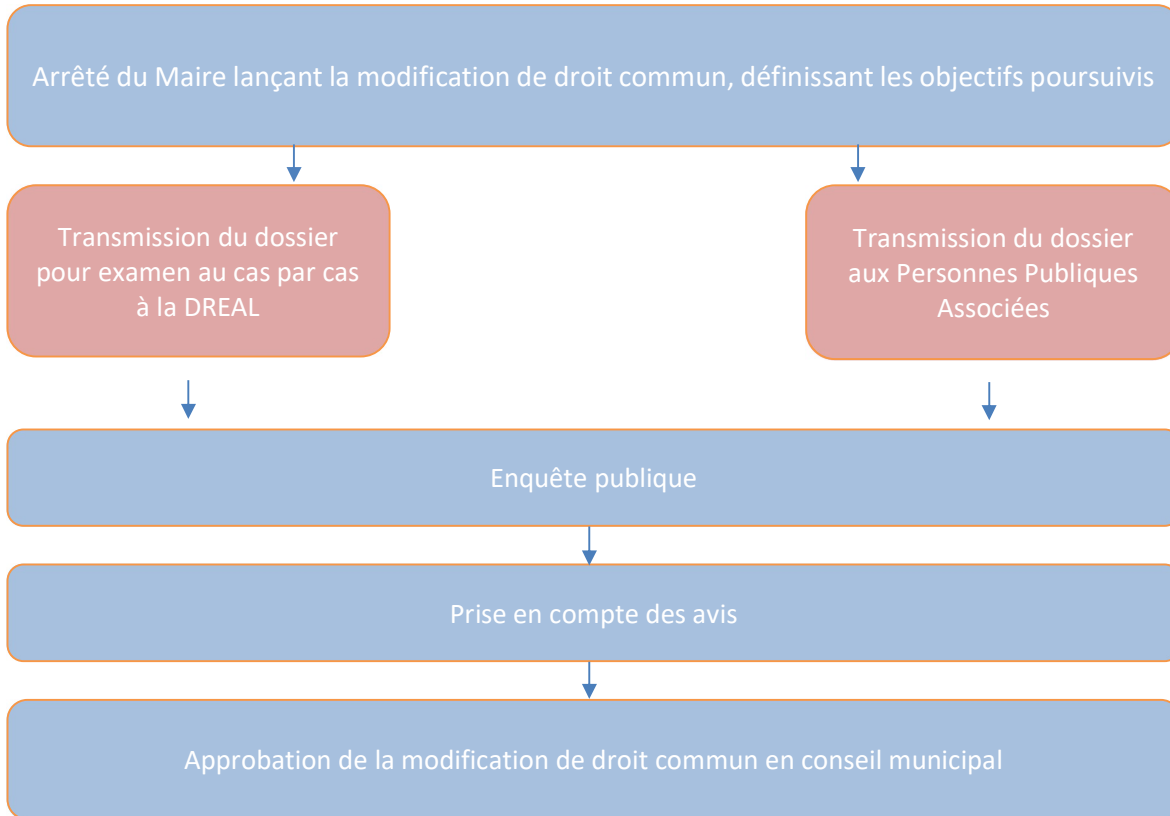 Arrêté du Maire lançant la modification de droit commun, définissant les objectifs poursuivis
Transmission du dossier
pour examen au cas par cas
à la DREAL
Transmission du dossier
aux Personnes Publiques
Associées
Enquête publique
Prise en compte des avis
Approbation de la modification de droit commun en conseil municipal